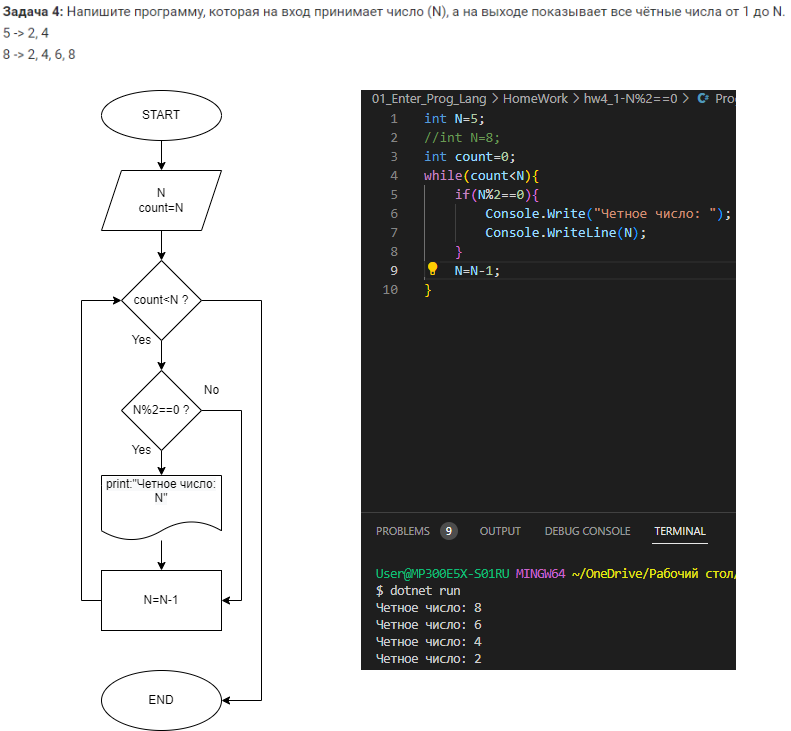 Задача 4: Напишите программу, которая на вход принимает число (N), а на выходе показывает все чётные числа от 1 до N.
5 -> 2, 4
8 -> 2, 4, 6, 8
START
N
count=N
count<N ?
Yes
N%2==0 ?
No
Yes
print:"Четное число:
N"
N=N-1
END
01_Enter_Prog_Lang > HomeWork > hw4_1-N%2==0 > C# Pro
1 int N=5;
2 //int N=8;
3 int count=0;
4 while(count<N){
5 if(N%2==0){
6 Console.Write("Четное число: ");
7 Console.WriteLine(N);
8 }
9 N=N-1;
10 }
PROBLEMS 9 OUTPUT DEBUG CONSOLE TERMINAL
User@MP300E5X-S01RU MINGW64 ~/OneDrive/Рабочий стол/
$ dotnet run
Четное число: 8
Четное число: 6
Четное число: 4
Четное число: 2